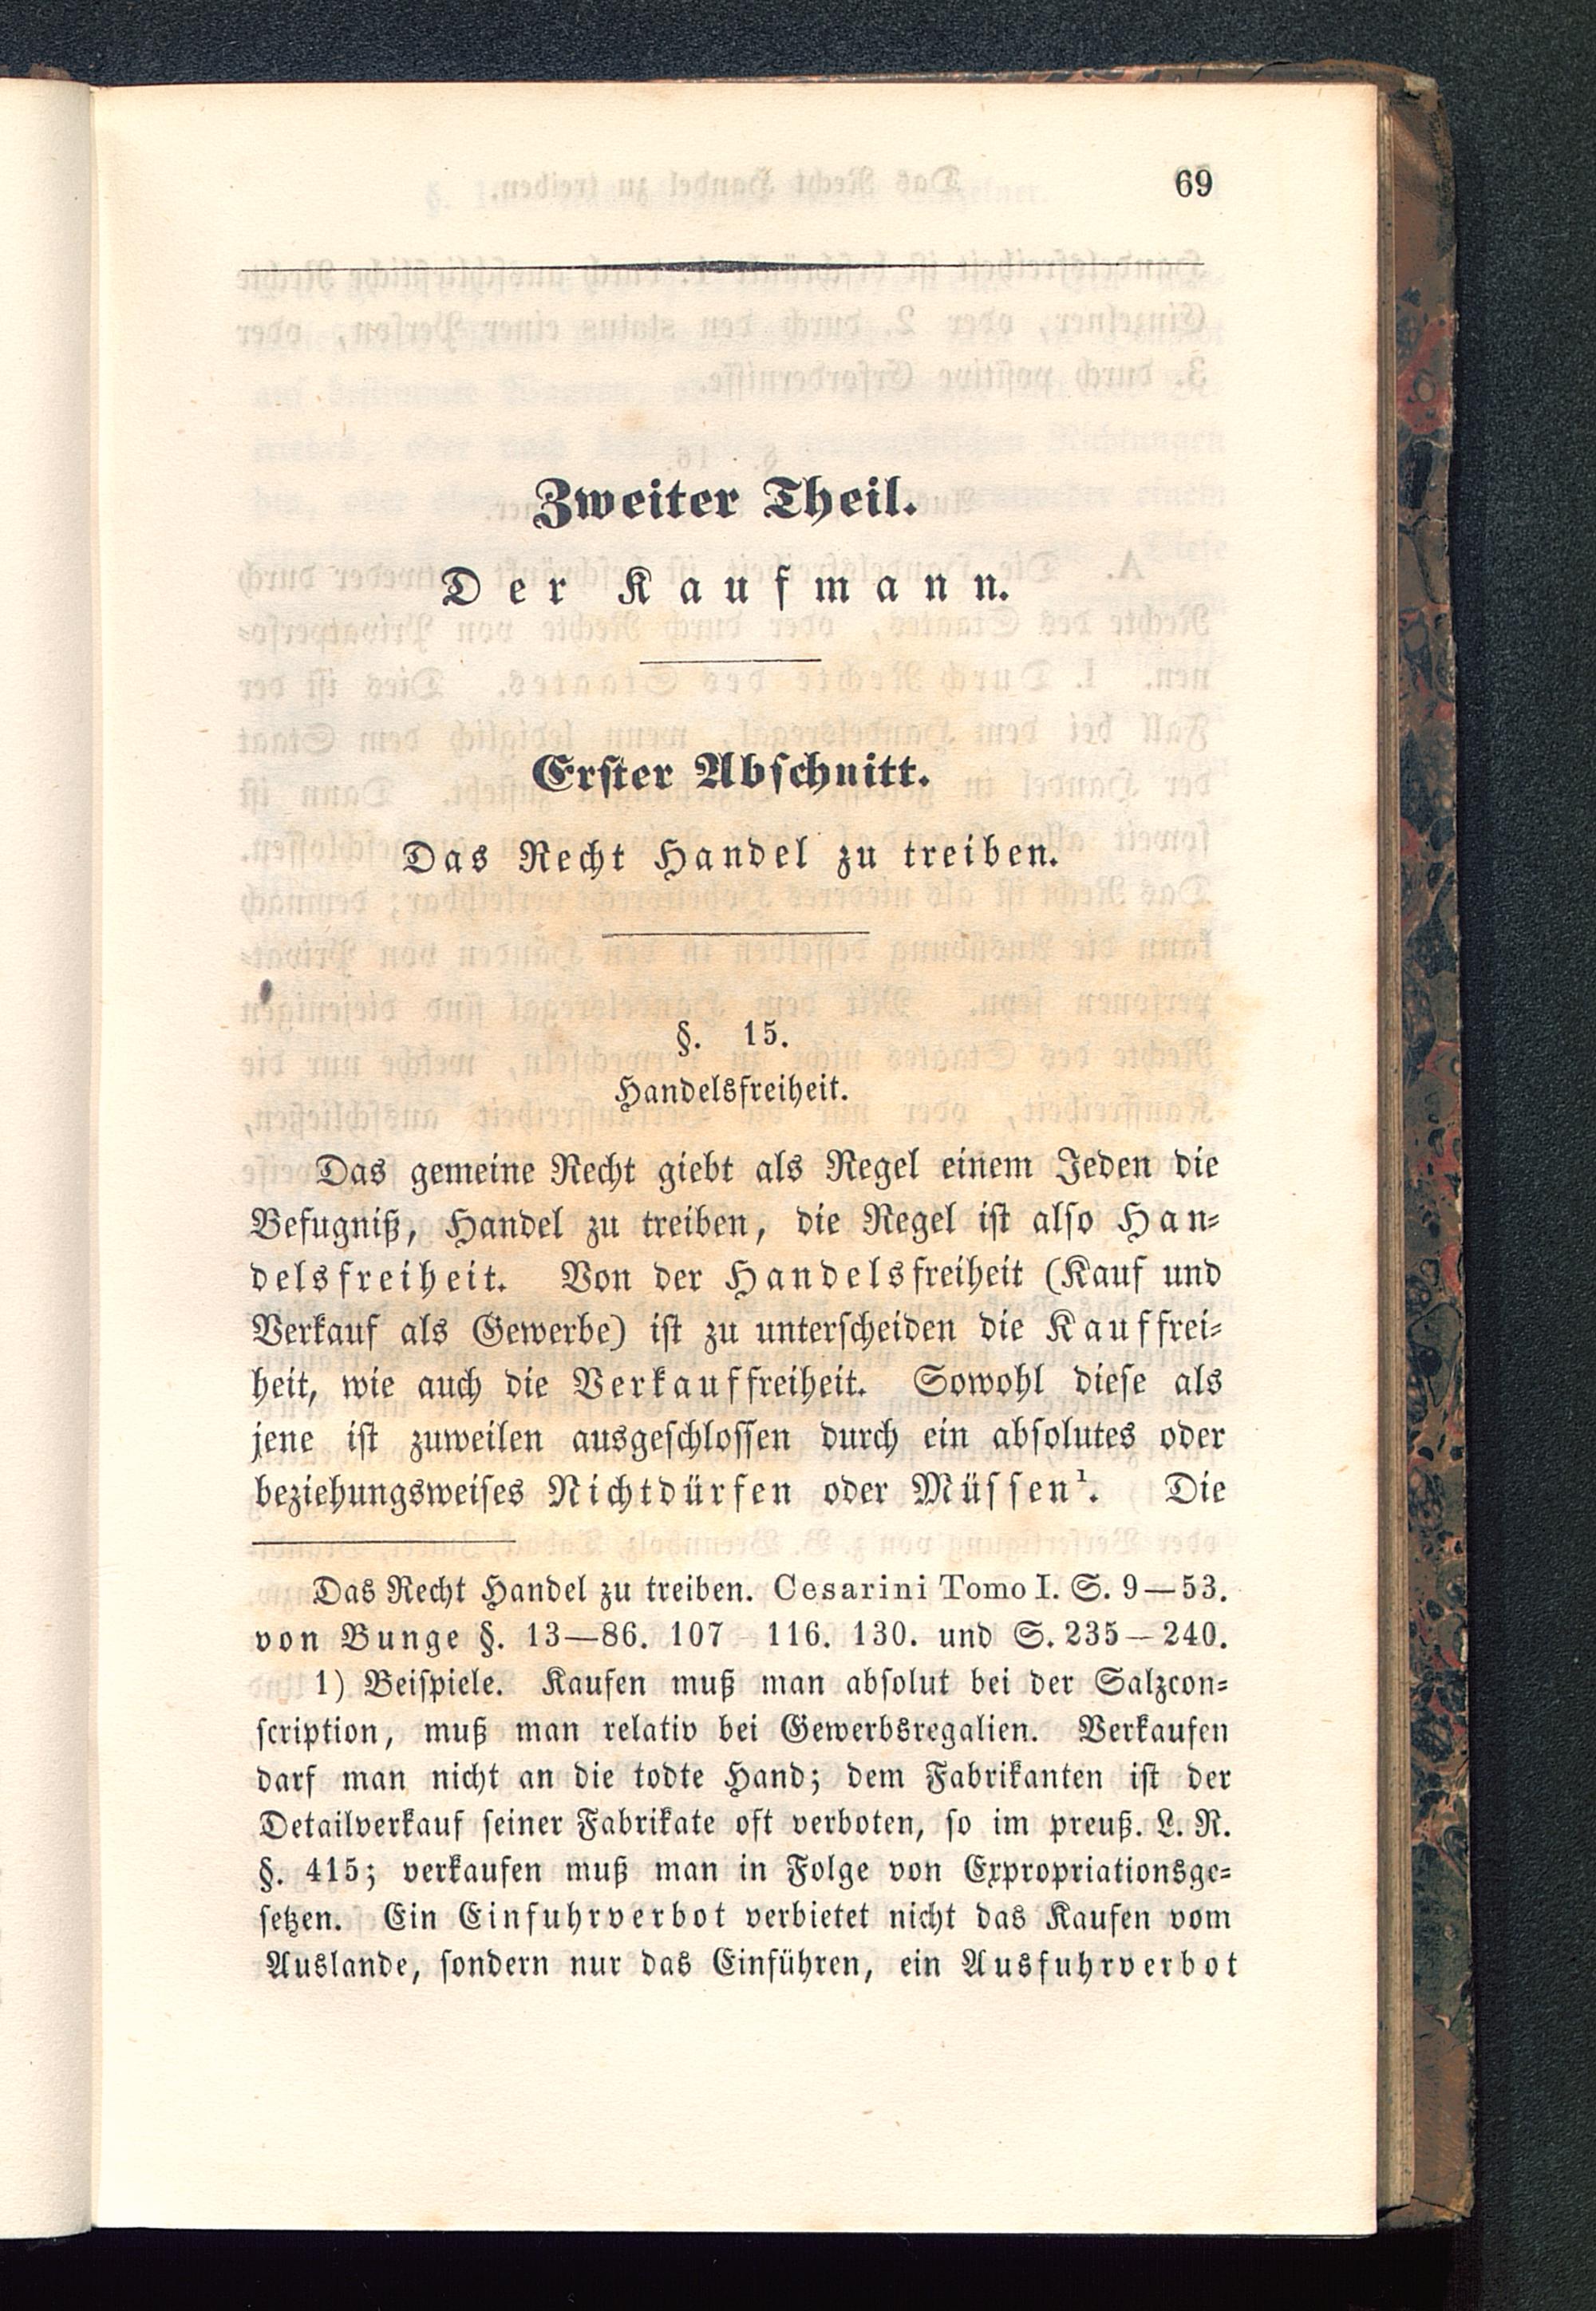 69
Zweiter Theil.
Der Kaufmann.
Erster Abschnitt.
Das Recht Handel zu treiben.
§. 15.
Handelsfreiheit.
Das gemeine Recht giebt als Regel einem Jeden die
Befugniß, Handel zu treiben, die Regel ist also Han-
delsfreiheit. Von der Handelsfreiheit (Kauf und
Verkauf als Gewerbe) ist zu unterscheiden die Kauffrei-
heit, wie auch die Verkauffreiheit. Sowohl diese als
jene ist zuweilen ausgeschlossen durch ein absolutes oder
beziehungsweises Nichtdürfen oder Müssen¹. Die
Das Recht Handel zu treiben. Cesarini Tomo I. S. 9—53.
von Bunge §. 13—86. 107–116. 130. und S. 235—240.
1) Beispiele. Kaufen muß man absolut bei der Salzcon-
scription, muß man relativ bei Gewerbsregalien. Verkaufen
darf man nicht an die todte Hand; dem Fabrikanten ist der
Detailverkauf seiner Fabrikate oft verboten, so im preuß. L. R.
§. 415; verkaufen muß man in Folge von Expropriationsge-
setzen. Ein Einfuhrverbot verbietet nicht das Kaufen vom
Auslande, sondern nur das Einführen, ein Ausfuhrverbot